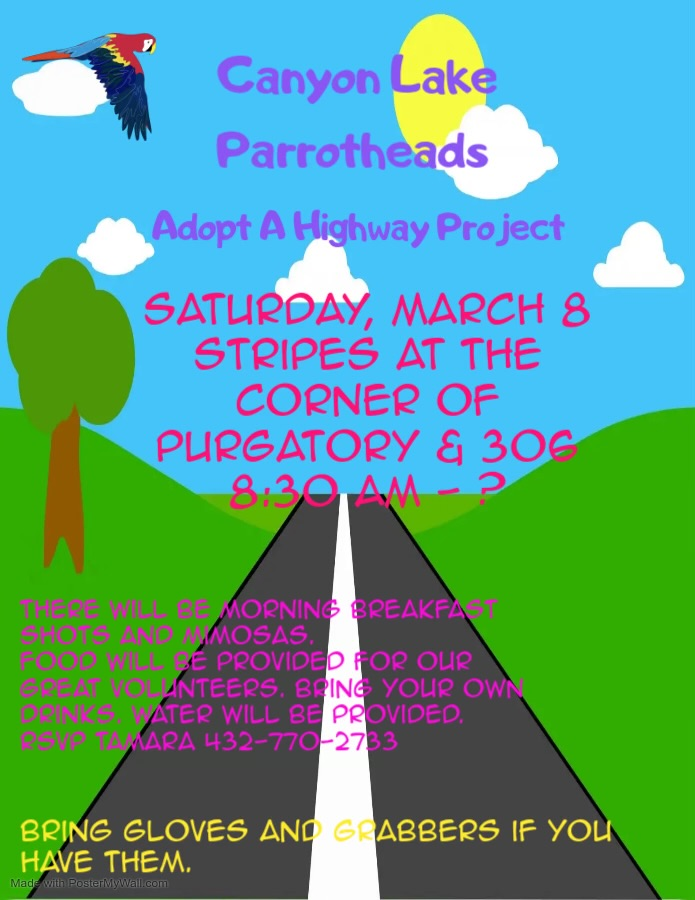 Canyon Lake
Parrotheads
Adopt A Highway Project
SATURDAY, MARCH 8
STRIPES AT THE
CORNER OF
PURGATORY & 306
8:30 AM - ?
THERE WILL BE MORNING BREAKFAST
SHOTS AND MIMOSAS.
FOOD WILL BE PROVIDED FOR OUR
GREAT VOLUNTEERS. BRING YOUR OWN
DRINKS. WATER WILL BE PROVIDED.
RSVP TAMARA 432-770-2733
BRING GLOVES AND GRABBERS IF YOU
HAVE THEM.
Made with PosterMyWall.com